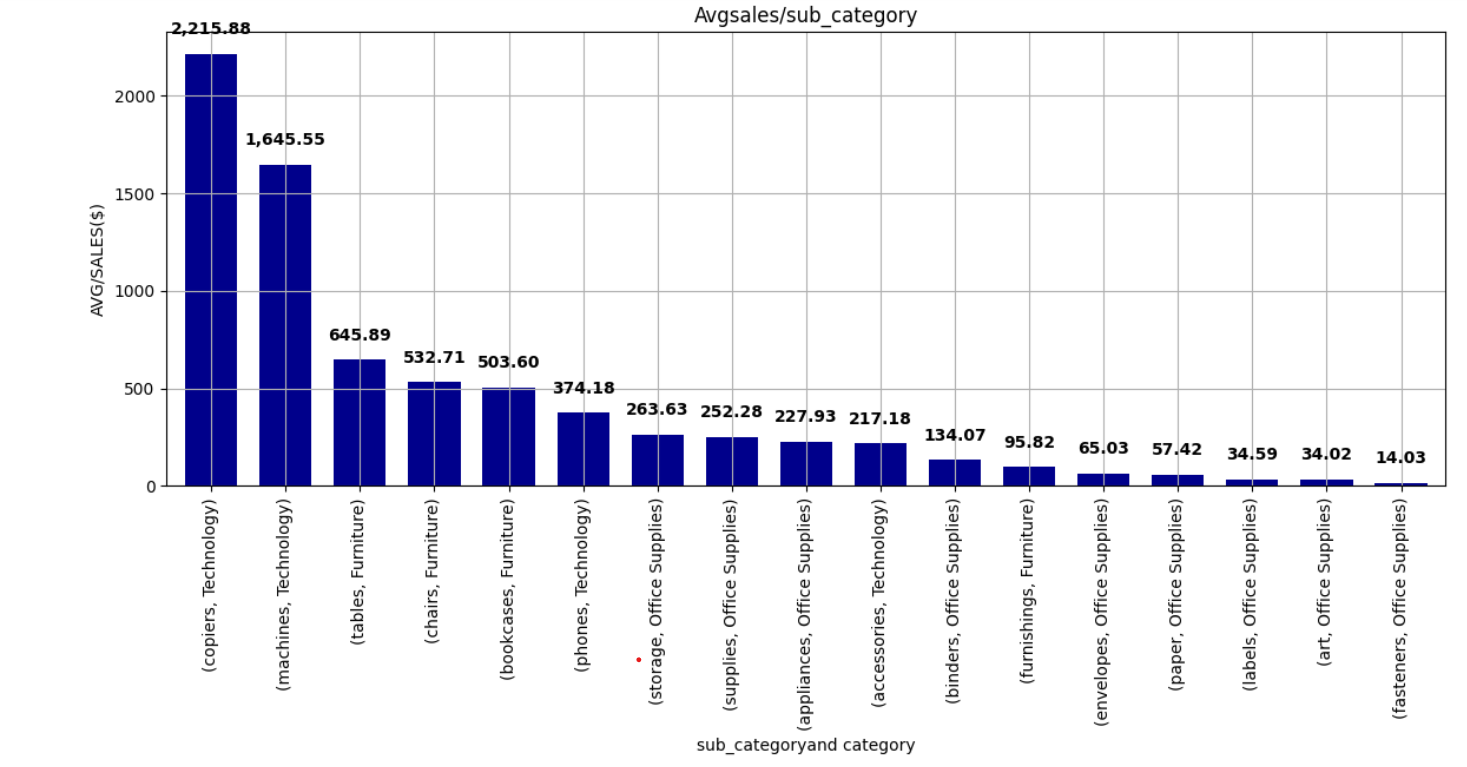 Avgsales/sub_category
AVG/SALES($)
2000
1500
1000
500
0
2,215.88
1,645.55
645.89
532.71
503.60
374.18
263.63
252.28
227.93
217.18
134.07
95.82
65.03
57.42
34.59
34.02
14.03
(copiers, Technology)
(machines, Technology)
(tables, Furniture)
(chairs, Furniture)
(bookcases, Furniture)
(phones, Technology)
(storage, Office Supplies)
(supplies, Office Supplies)
(appliances, Office Supplies)
(accessories, Technology)
(binders, Office Supplies)
(furnishings, Furniture)
(envelopes, Office Supplies)
(paper, Office Supplies)
(labels, Office Supplies)
(art, Office Supplies)
(fasteners, Office Supplies)
sub_categoryand category